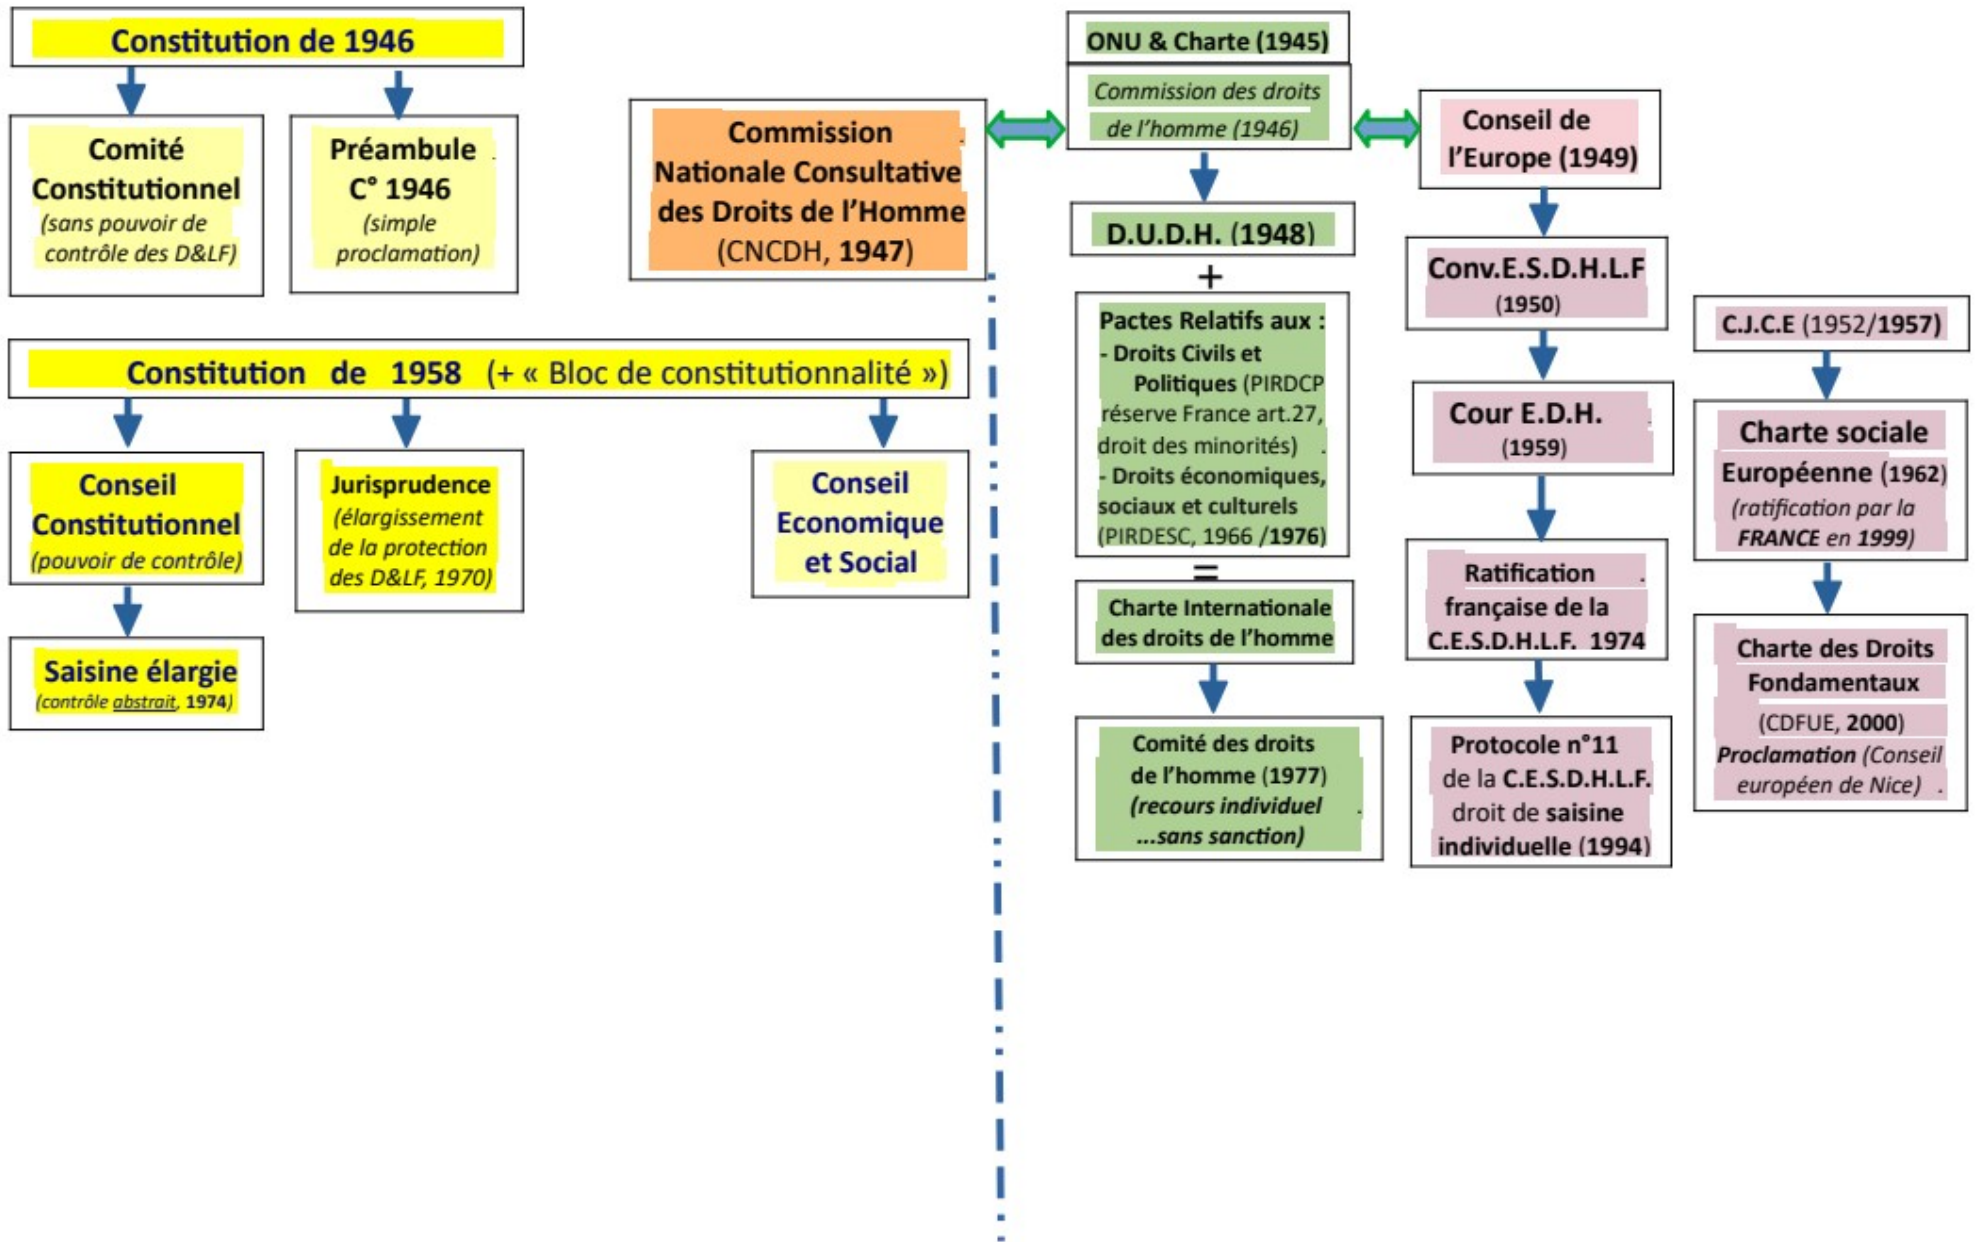 Constitution de 1946
Comité
Constitutionnel
(sans pouvoir de
contrôle des D&LF)
Préambule .
C° 1946
(simple
proclamation)
Commission .
Nationale Consultative
des Droits de l’Homme
(CNCDH, 1947)
Constitution de 1958 (+ « Bloc de constitutionnalité »)
Conseil
Constitutionnel
(pouvoir de contrôle)
Jurisprudence
(élargissement
de la protection
des D&LF, 1970)
Conseil
Economique
et Social
Saisine élargie
(contrôle abstrait, 1974)
ONU & Charte (1945)
Commission des droits
de l’homme (1946)
D.U.D.H. (1948)
+
Pactes Relatifs aux :
- Droits Civils et
Politiques (PIRDCP
réserve France art.27,
droit des minorités) .
- Droits économiques,
sociaux et culturels
(PIRDESC, 1966 /1976)
=
Charte Internationale
des droits de l’homme
Comité des droits
de l’homme (1977)
(recours individuel .
...sans sanction)
Conseil de
l’Europe (1949)
Conv.E.S.D.H.L.F
(1950)
Cour E.D.H. .
(1959)
Ratification .
française de la
C.E.S.D.H.L.F. 1974
Protocole n°11
de la C.E.S.D.H.L.F.
droit de saisine
individuelle (1994)
C.J.C.E (1952/1957)
Charte sociale
Européenne (1962)
(ratification par la
FRANCE en 1999)
Charte des Droits
Fondamentaux
(CDFUE, 2000)
Proclamation (Conseil
européen de Nice) .